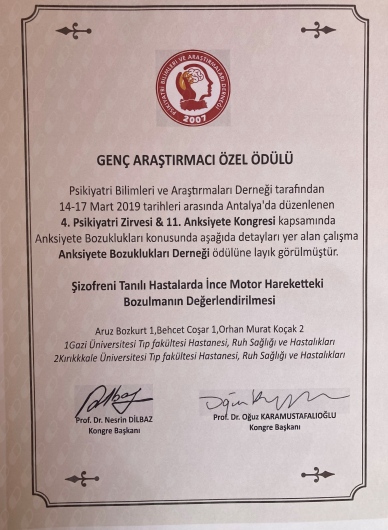 PSİKİYATRİ BİLİMLERİ VE ARAŞTIRMALARI DERNEĞİ
2007
GENÇ ARAŞTIRMACI ÖZEL ÖDÜLÜ
Psikiyatri Bilimleri ve Araştırmaları Derneği tarafından
14-17 Mart 2019 tarihleri arasında Antalya'da düzenlenen
4. Psikiyatri Zirvesi & 11. Anksiyete Kongresi kapsamında
Anksiyete Bozuklukları konusunda aşağıda detayları yer alan çalışma
Anksiyete Bozuklukları Derneği ödülüne layık görülmüştür.
Şizofreni Tanılı Hastalarda İnce Motor Hareketteki
Bozulmanın Değerlendirilmesi
Aruz Bozkurt 1,Behcet Coşar 1,Orhan Murat Koçak 2
1Gazi Üniversitesi Tıp fakültesi Hastanesi, Ruh Sağlığı ve Hastalıkları
2Kırıkkkale Üniversitesi Tıp fakültesi Hastanesi, Ruh Sağlığı ve Hastalıkları
Prof. Dr. Nesrin DİLBAZ
Kongre Başkanı
Prof. Dr. Oğuz KARAMUSTAFALIOĞLU
Kongre Başkanı